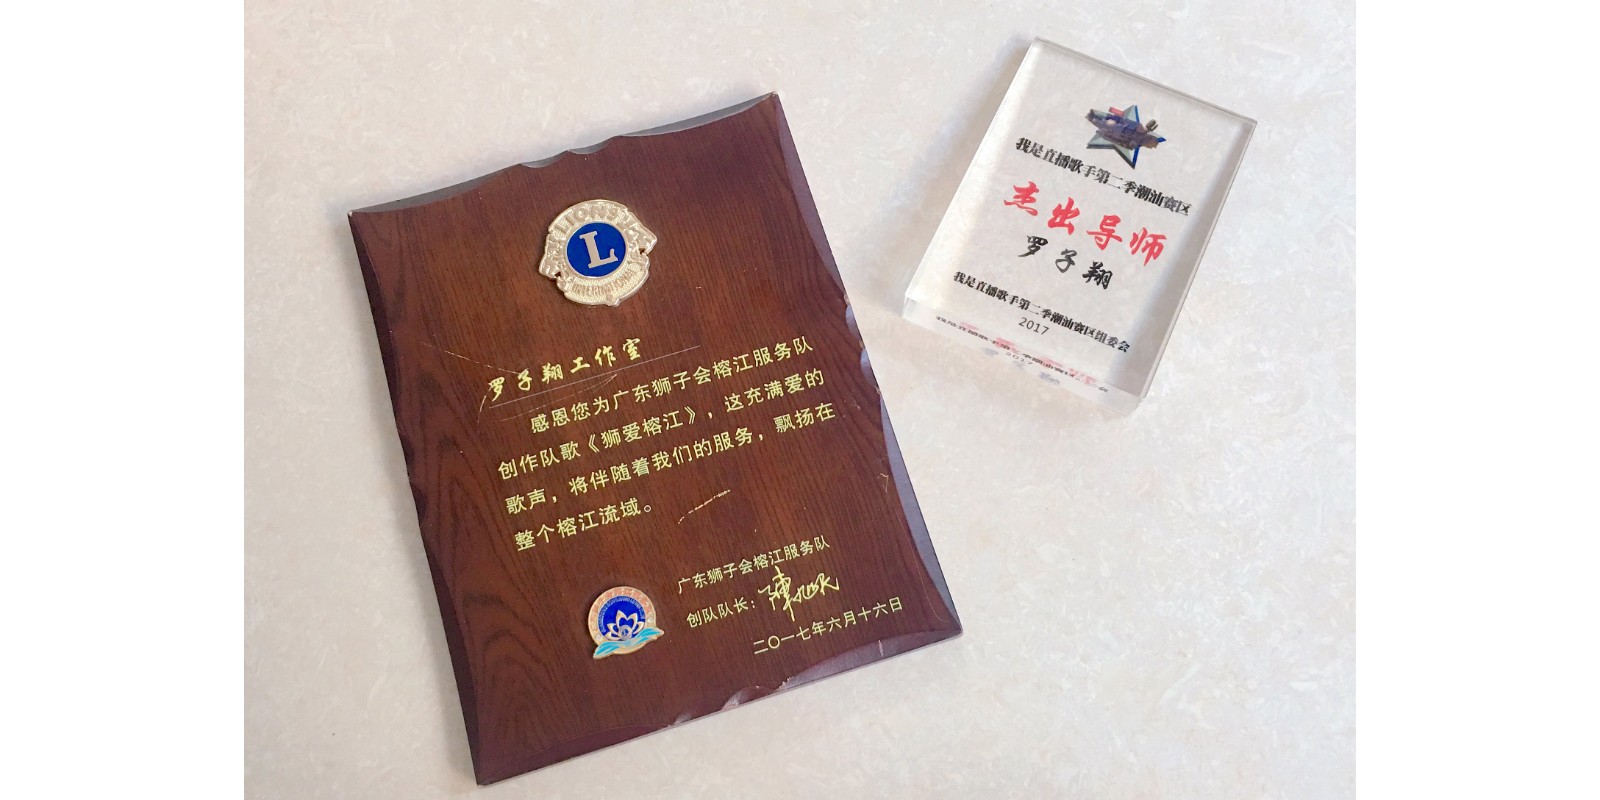 LIONS
L
INTERNATIONAL
罗子翔工作室
感恩您为广东狮子会榕江服务队
创作队歌《狮爱榕江》，这充满爱的
歌声，将伴随着我们的服务，飘扬在
整个榕江流域。
广东狮子会榕江服务队
创队队长：
二〇一七年六月十六日
我是直播歌手第二季潮汕赛区
杰出导师
罗子翔
我是直播歌手第二季潮汕赛区组委会
2017